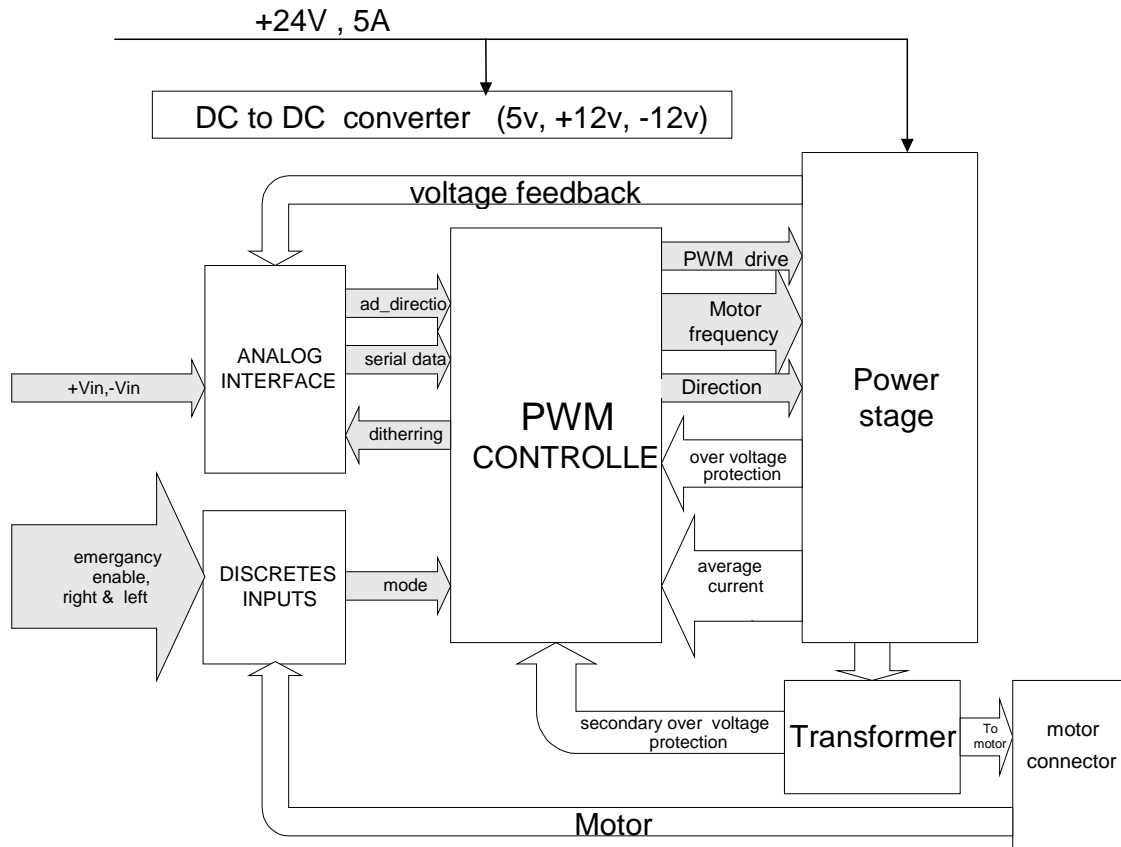 +24V , 5A
DC to DC converter (5v, +12v, -12v)
voltage feedback
PWM drive
ad_directio
Motor
frequency
ANALOG
INTERFACE
serial data
+Vin,-Vin
Direction
Power
stage
PWM
CONTROLLE
ditherring
over voltage
protection
emergancy
enable,
right & left
DISCRETES
INPUTS
mode
average
current
secondary over voltage
protection
Transformer
To
motor
motor
connector
Motor